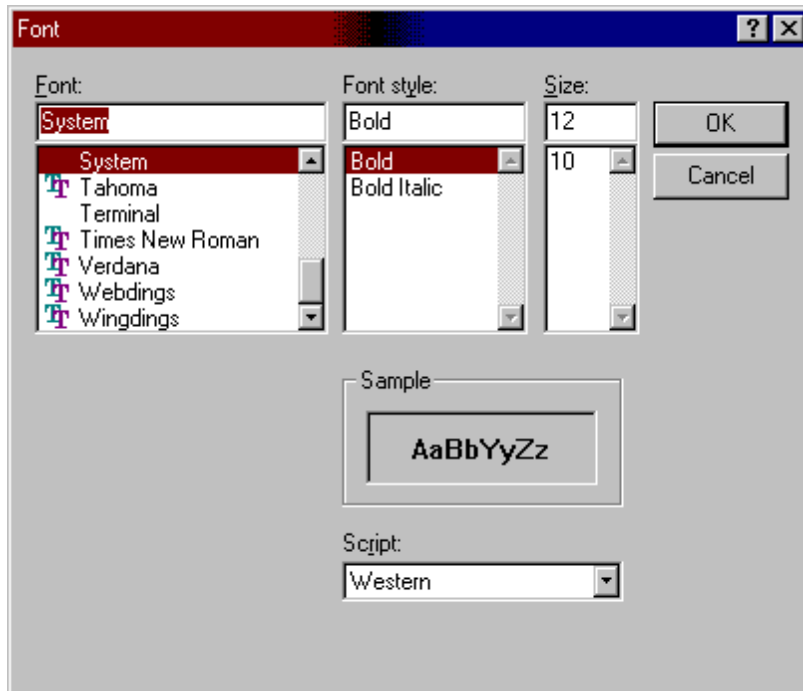 Font
Font:
System
System
Tahoma
Terminal
Times New Roman
Verdana
Webdings
Wingdings
Font style:
Bold
Bold
Bold Italic
Size:
12
10
OK
Cancel
Sample
AaBbYyZz
Script:
Western